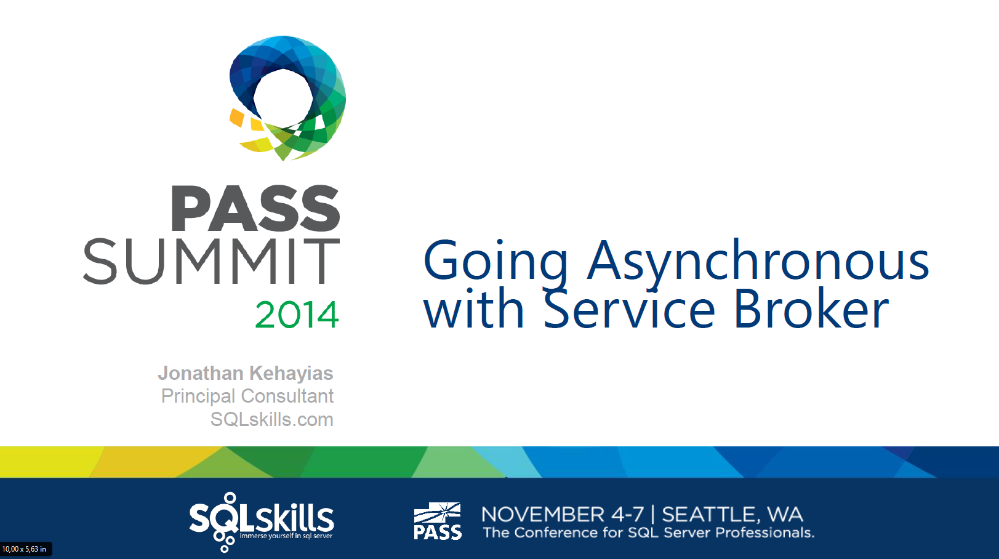 PASS
SUMMIT
2014
Going Asynchronous
with Service Broker
Jonathan Kehayias
Principal Consultant
SQLskills.com
SQLskills
immerse yourself in sql server
PASS
NOVEMBER 4-7 | SEATTLE, WA
The Conference for SQL Server Professionals.
10,00 x 5,63 in